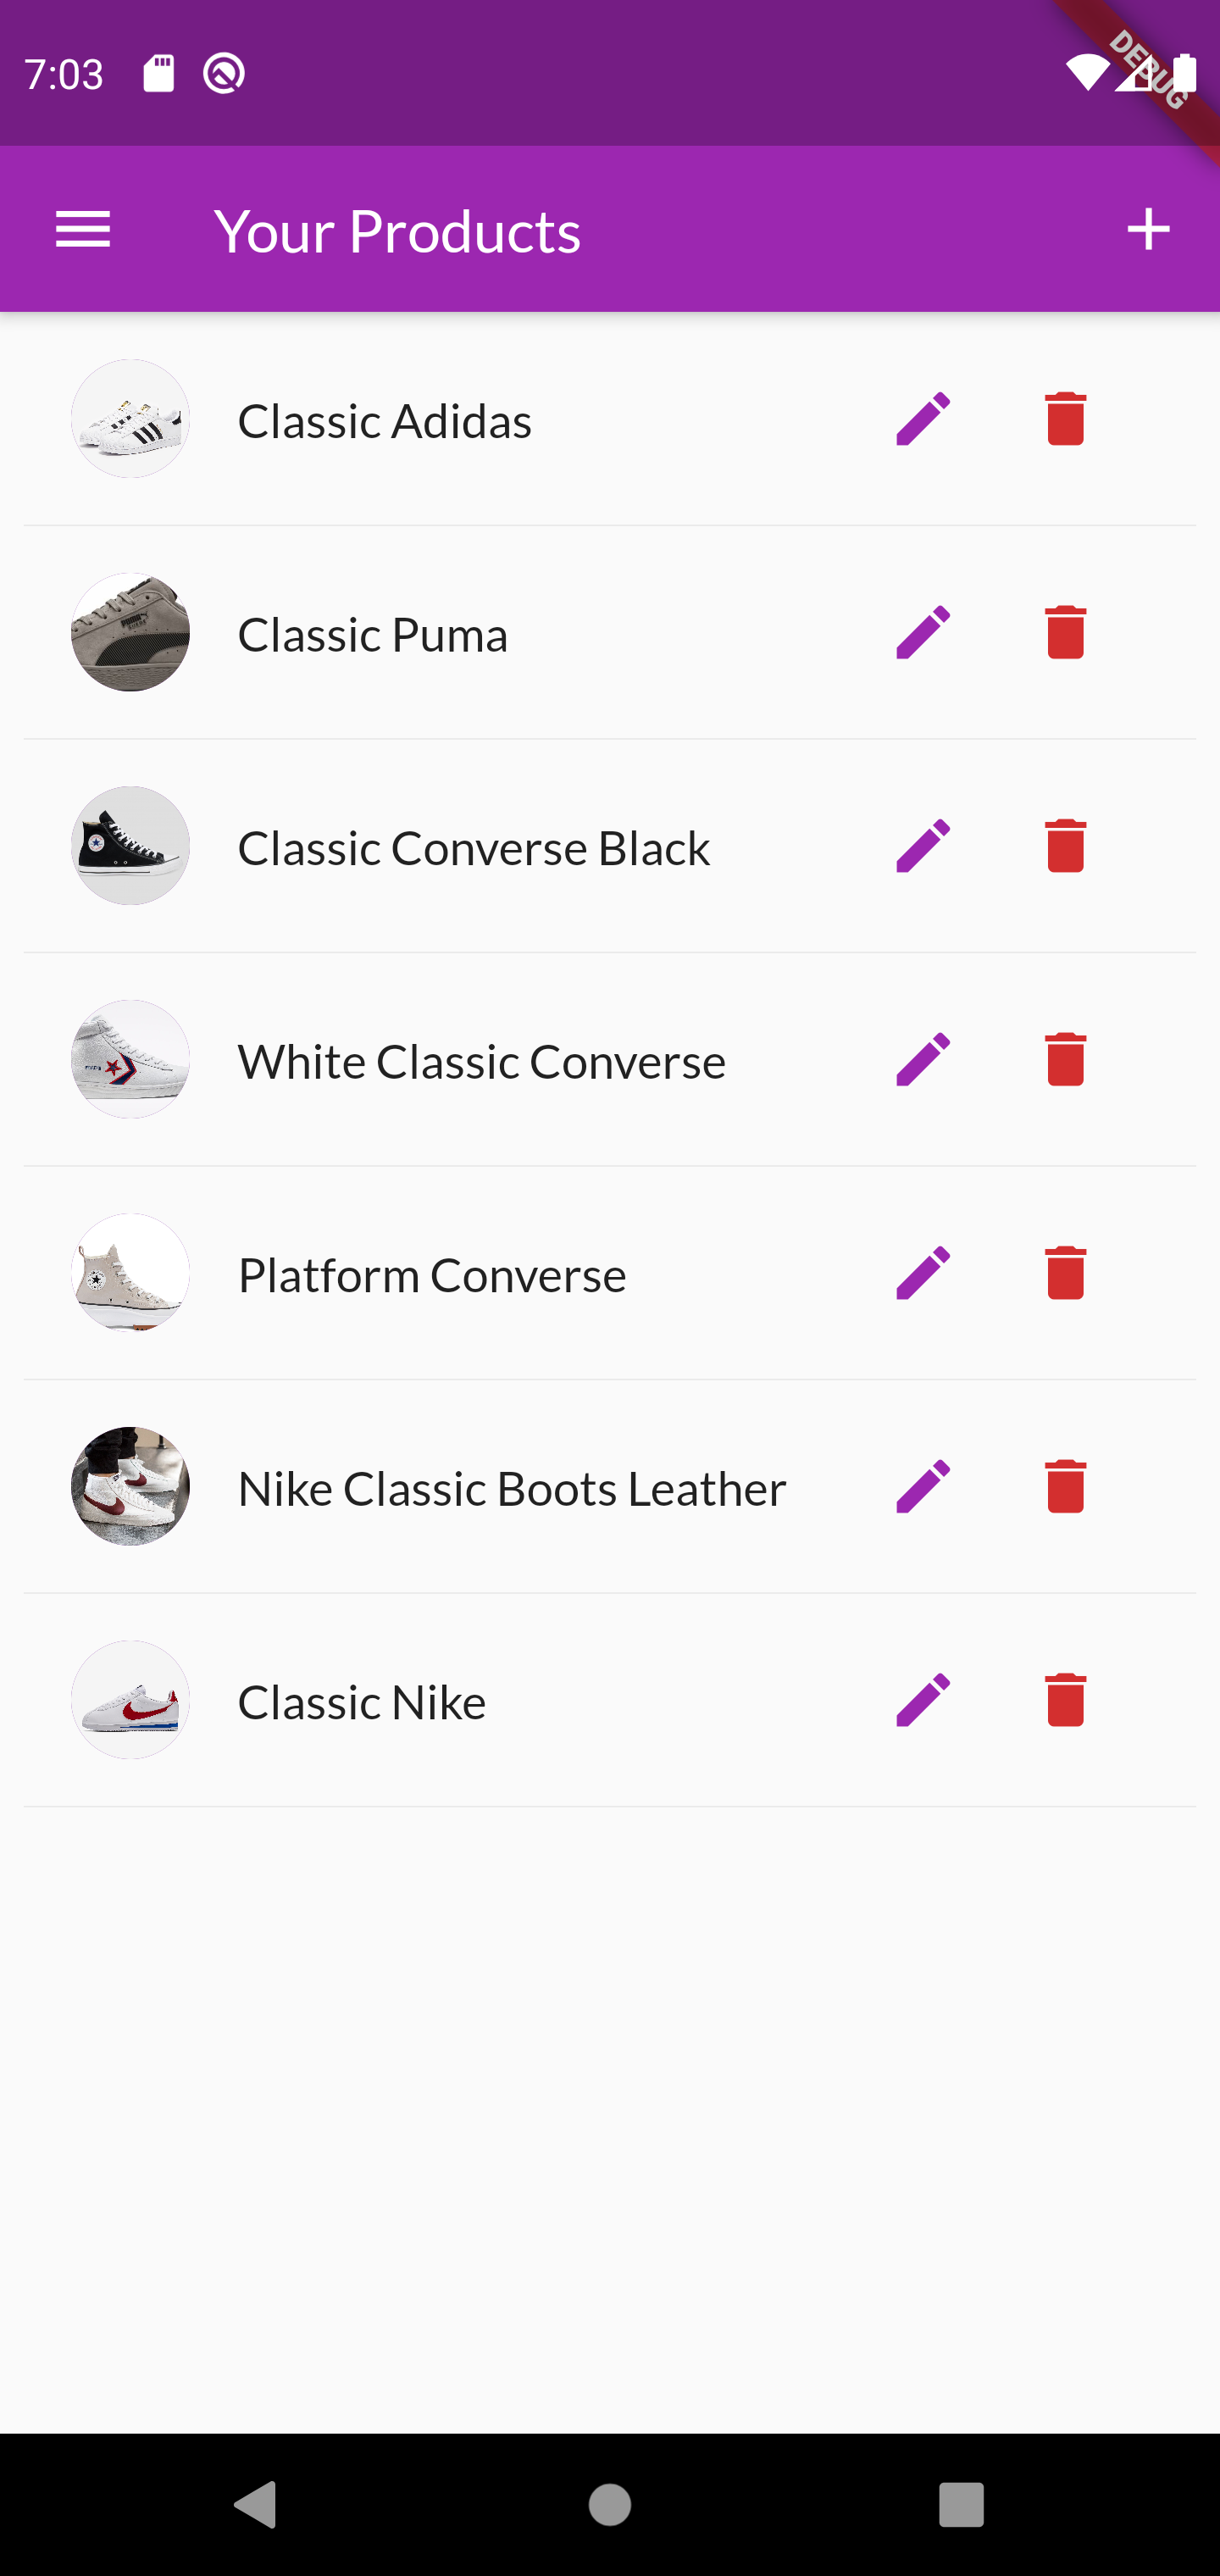 7:03
DEBUG
Your Products
Classic Adidas
Classic Puma
Classic Converse Black
White Classic Converse
Platform Converse
Nike Classic Boots Leather
Classic Nike